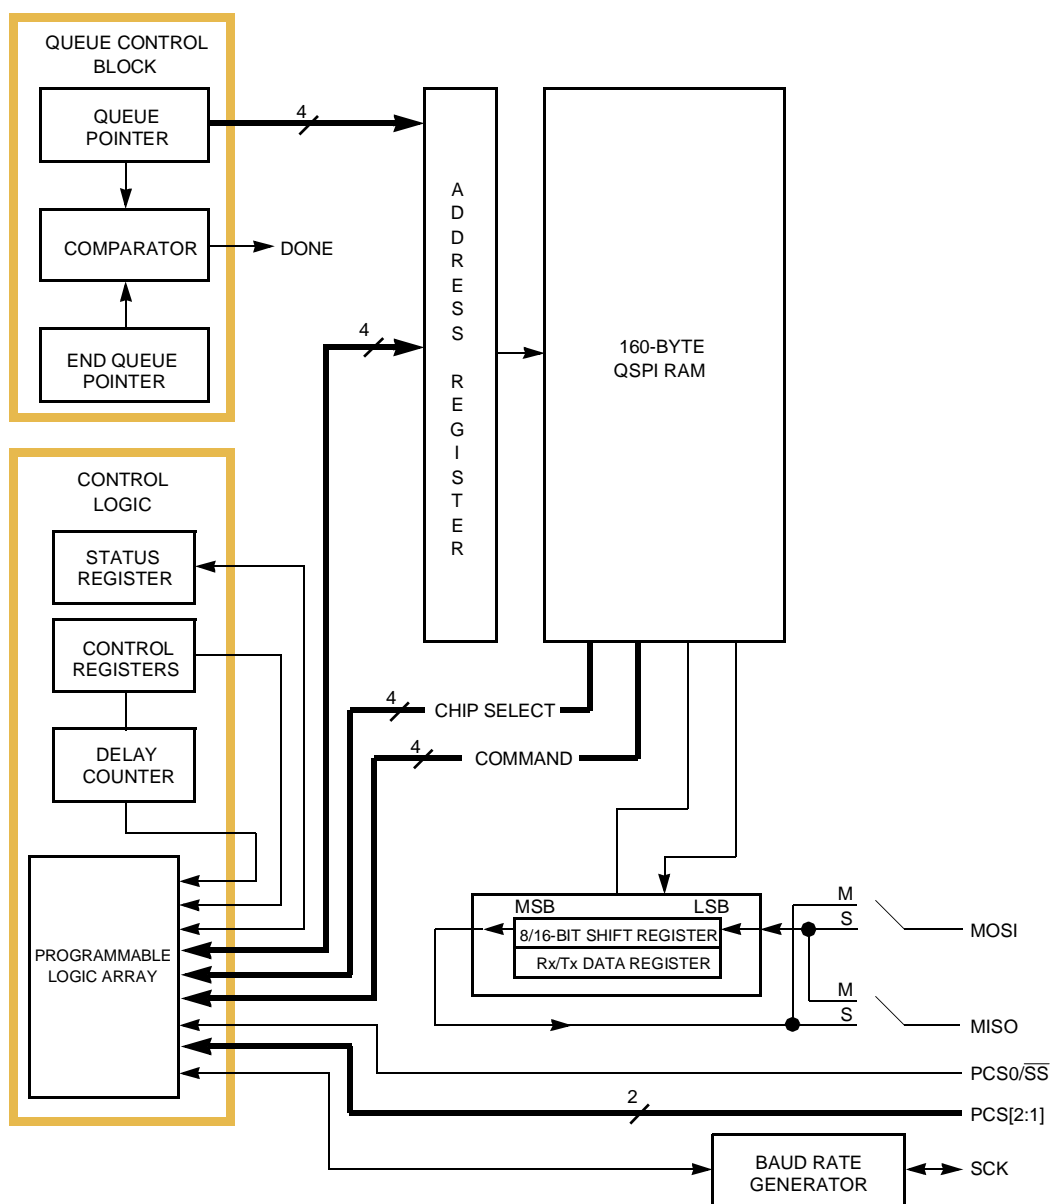 QUEUE CONTROL
BLOCK
QUEUE
POINTER
4
COMPARATOR
DONE
END QUEUE
POINTER
4
ADDRESS REGISTER
160-BYTE
QSPI RAM
CONTROL
LOGIC
STATUS
REGISTER
CONTROL
REGISTERS
DELAY
COUNTER
PROGRAMMABLE
LOGIC ARRAY
4
CHIP SELECT
4
COMMAND
MSB
LSB
8/16-BIT SHIFT REGISTER
Rx/Tx DATA REGISTER
M
S
MOSI
M
S
MISO
PCS0/S̅S̅
2
PCS[2:1]
BAUD RATE
GENERATOR
SCK